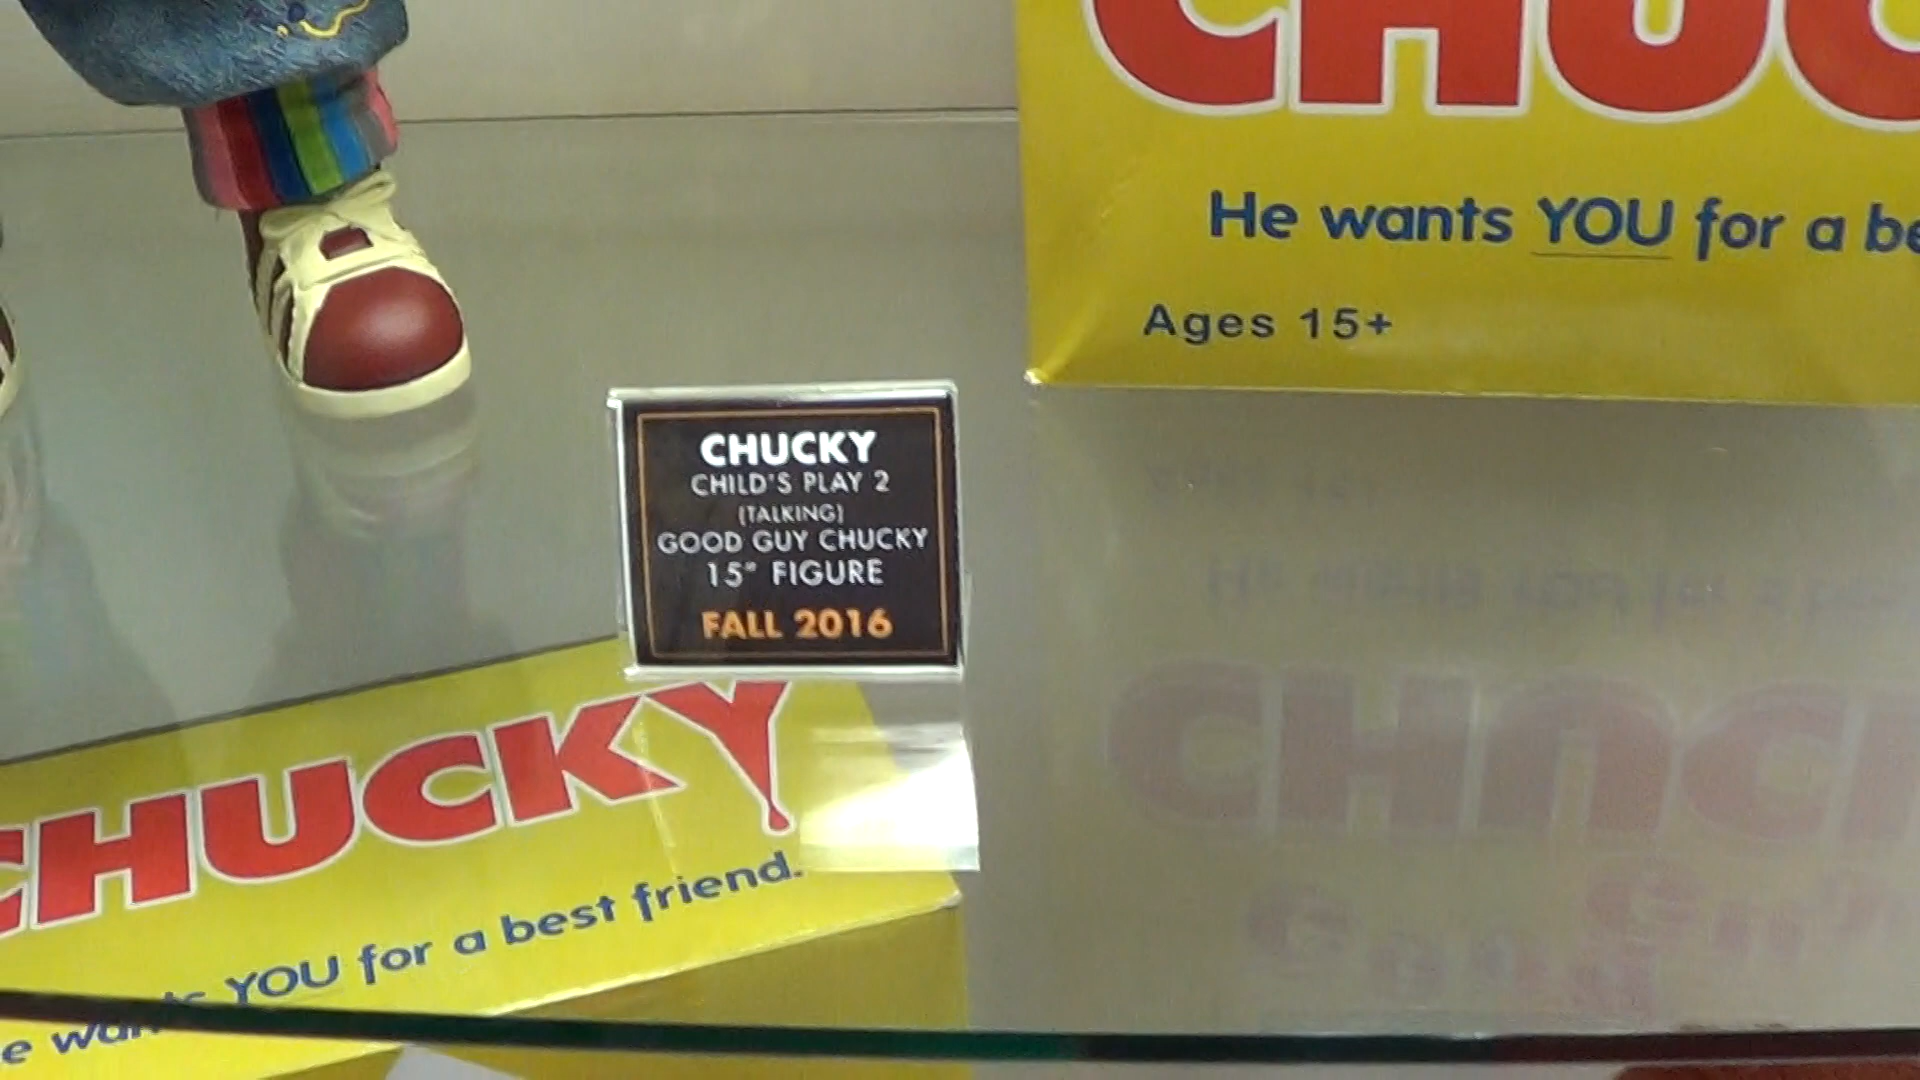 CHUC
He wants YOU for a be
Ages 15+
CHUCKY
CHILD'S PLAY 2
(TALKING)
GOOD GUY CHUCKY
15" FIGURE
FALL 2016
CHUCKY
e wants YOU for a best friend.